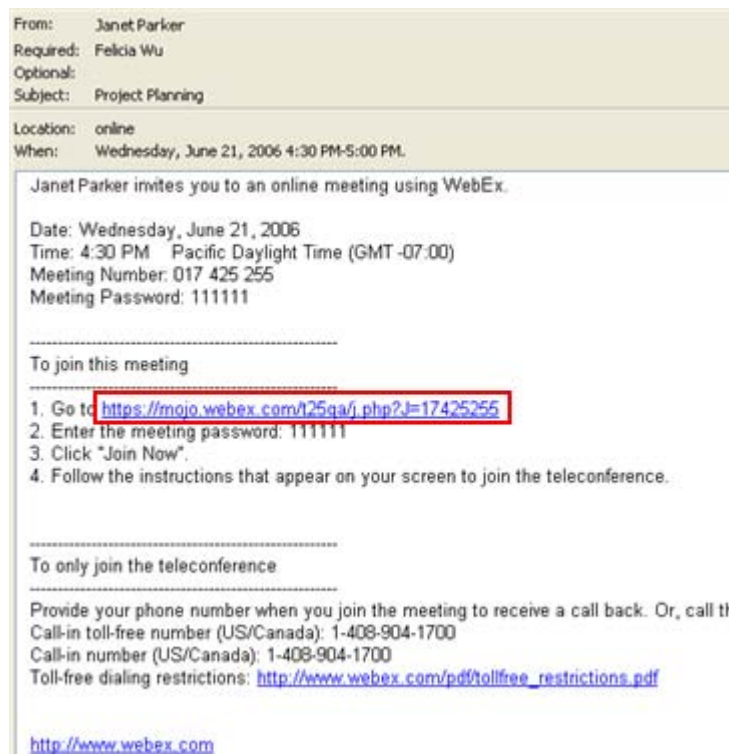 From: Janet Parker
Required: Felicia Wu
Optional:
Subject: Project Planning
Location: online
When: Wednesday, June 21, 2006 4:30 PM-5:00 PM.
Janet Parker invites you to an online meeting using WebEx.
Date: Wednesday, June 21, 2006
Time: 4:30 PM Pacific Daylight Time (GMT -07:00)
Meeting Number: 017 425 255
Meeting Password: 111111
-------------------------------------------------------
To join this meeting
-------------------------------------------------------
1. Go to https://mojo.webex.com/t25qa/j.php?J=17425255
2. Enter the meeting password: 111111
3. Click "Join Now".
4. Follow the instructions that appear on your screen to join the teleconference.
-------------------------------------------------------
To only join the teleconference
-------------------------------------------------------
Provide your phone number when you join the meeting to receive a call back. Or, call
Call-in toll-free number (US/Canada): 1-408-904-1700
Call-in number (US/Canada): 1-408-904-1700
Toll-free dialing restrictions: http://www.webex.com/pdf/tollfree_restrictions.pdf
http://www.webex.com